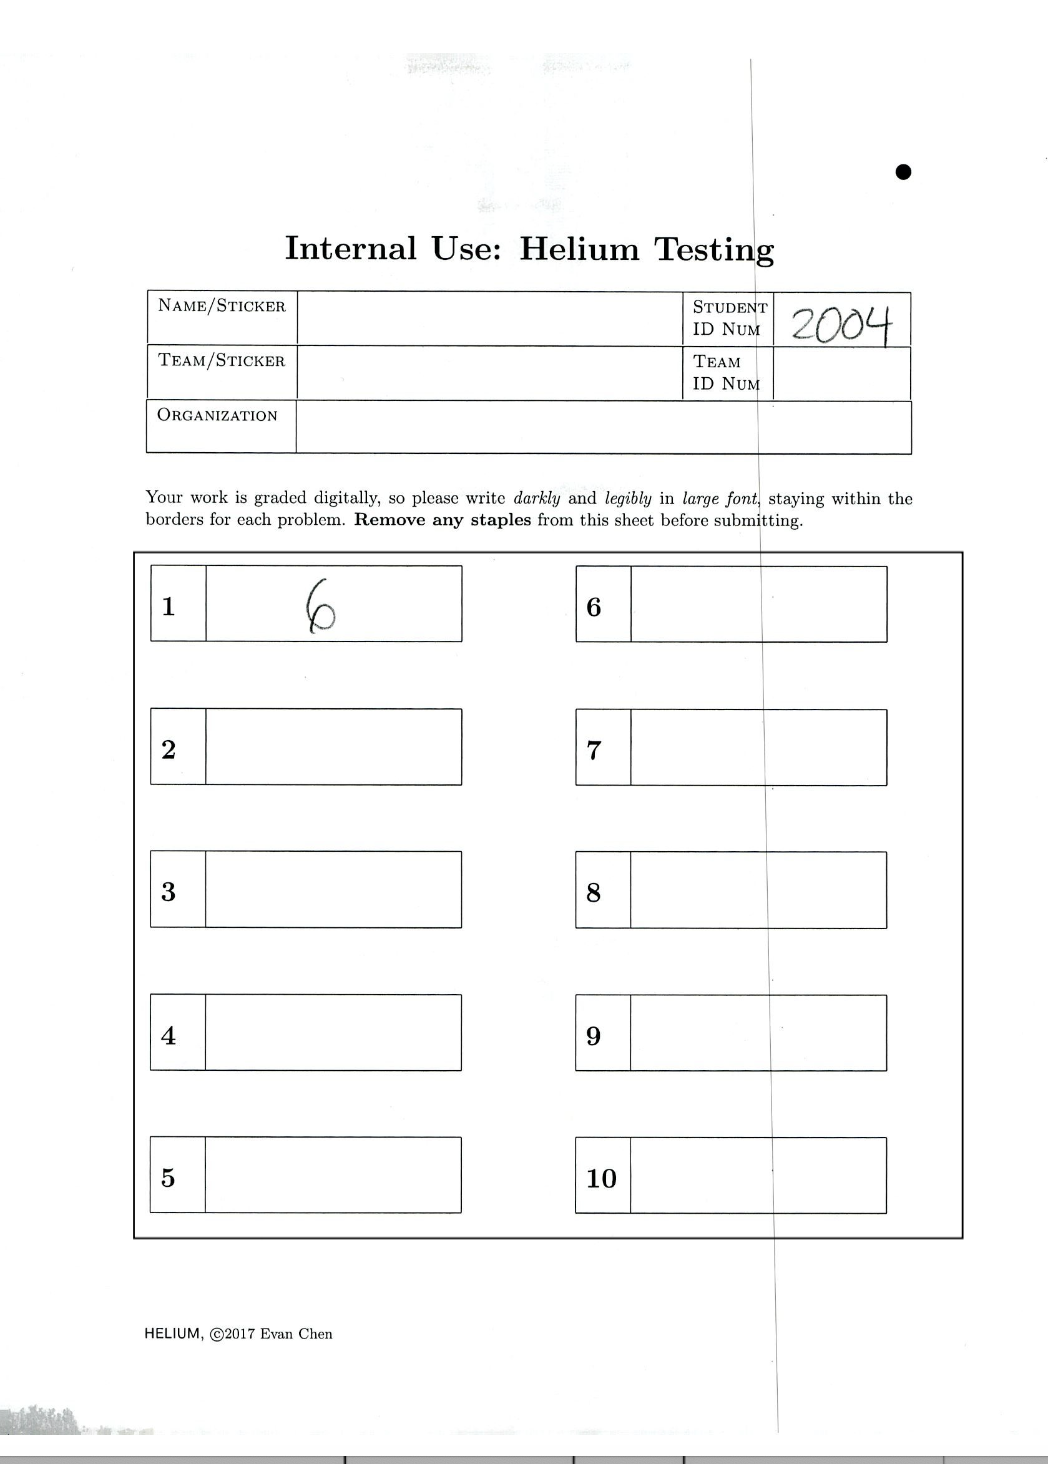 Internal Use: Helium Testing
NAME/STICKER
STUDENT
ID NUM
2004
TEAM/STICKER
TEAM
ID NUM
ORGANIZATION
Your work is graded digitally, so please write darkly and legibly in large font, staying within the
borders for each problem. Remove any staples from this sheet before submitting.
1 6
6
2
7
3
8
4
9
5
10
HELIUM, ©2017 Evan Chen